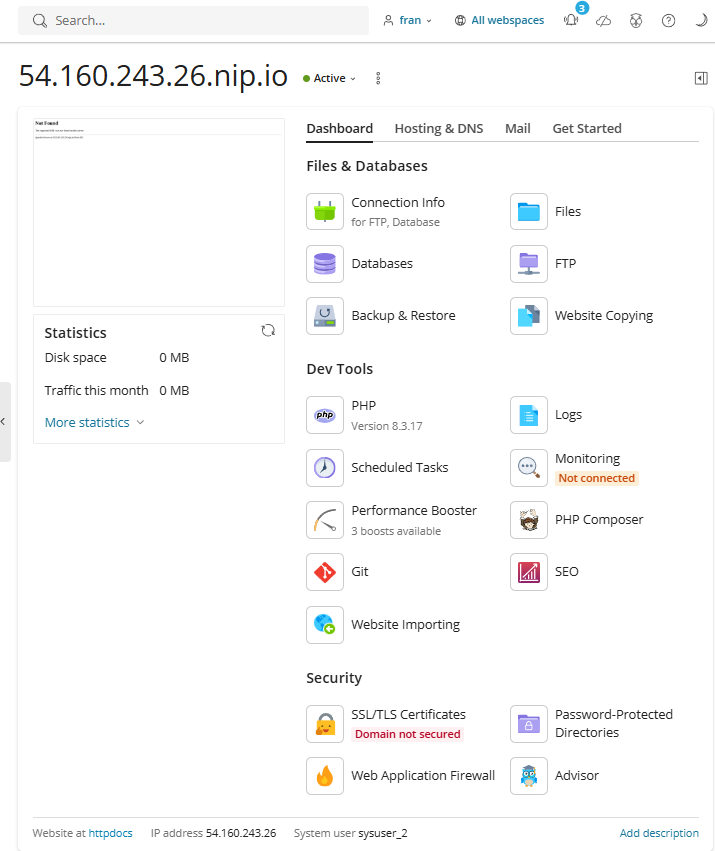 Search...
fran
All webspaces
3
54.160.243.26.nip.io
Active
Not Found
Dashboard
Hosting & DNS
Mail
Get Started
Files & Databases
Connection Info
for FTP, Database
Files
Databases
FTP
Backup & Restore
Website Copying
Statistics
Disk space 0 MB
Traffic this month 0 MB
More statistics
Dev Tools
php
PHP
Version 8.3.17
Logs
Scheduled Tasks
Monitoring
Not connected
Performance Booster
3 boosts available
PHP Composer
Git
SEO
Website Importing
Security
SSL/TLS Certificates
Domain not secured
Password-Protected
Directories
Web Application Firewall
Advisor
Website at httpdocs
IP address 54.160.243.26
System user sysuser_2
Add description